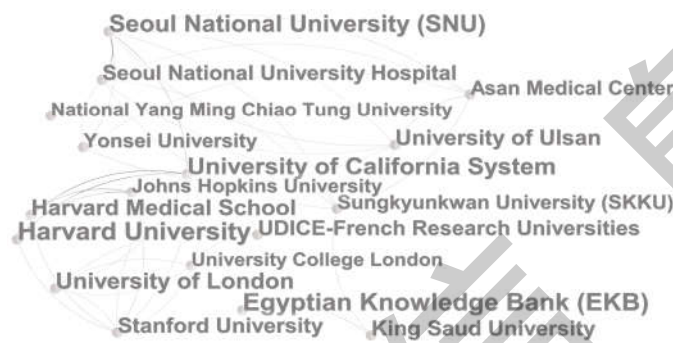 Seoul National University (SNU)
Seoul National University Hospital
Asan Medical Center
National Yang Ming Chiao Tung University
Yonsei University
University of Ulsan
University of California System
Johns Hopkins University
Harvard Medical School
Sungkyunkwan University (SKKU)
Harvard University
UDICE-French Research Universities
University College London
University of London
Egyptian Knowledge Bank (EKB)
Stanford University
King Saud University